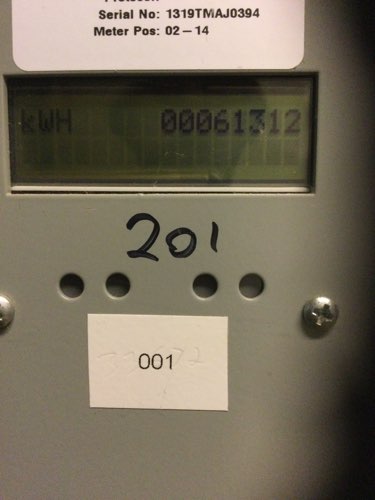 Serial No: 1319TMAJ0394
Meter Pos: 02-14
kWH 00061312
201
001